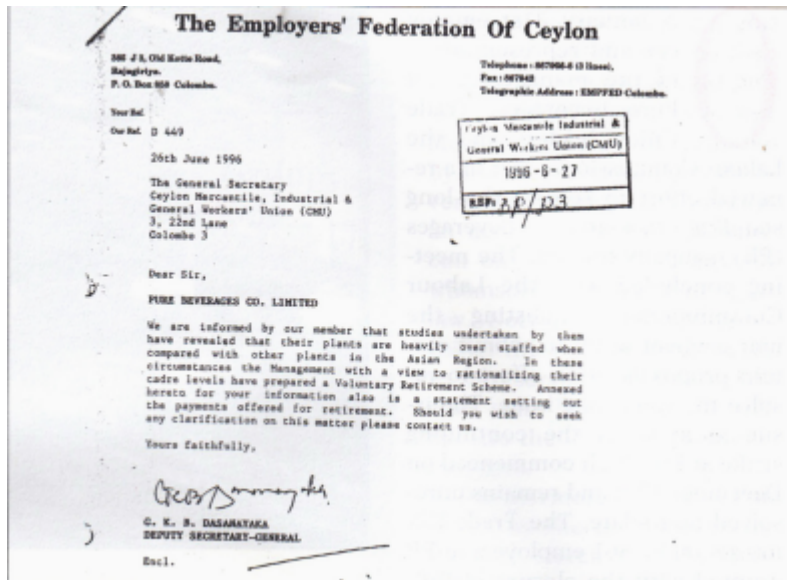 The Employers' Federation Of Ceylon
385 J 3, Old Kotte Road,
Rajagiriya.
P. O. Box 858 Colombo.
Telephone : 867966-8 (3 lines),
Fax : 867942
Telegraphic Address : EMPFED Colombo.
Your Ref.
Our Ref. D 449
26th June 1996
Ceylon Mercantile Industrial &
General Workers Union (CMU)
1996 -6- 27
REF:
The General Secretary
Ceylon Mercantile, Industrial &
General Workers' Union (CMU)
3, 22nd Lane
Colombo 3
Dear Sir,
PURE BEVERAGES CO. LIMITED
We are informed by our member that studies undertaken by them
have revealed that their plants are heavily over staffed when
compared with other plants in the Asian Region. In these
circumstances the Management with a view to rationalizing their
cadre levels have prepared a Voluntary Retirement Scheme. Annexed
hereto for your information also is a statement setting out
the payments offered for retirement. Should you wish to seek
any clarification on this matter please contact us.
Yours faithfully,
G. K. B. DASANAYAKA
DEPUTY SECRETARY-GENERAL
Encl.